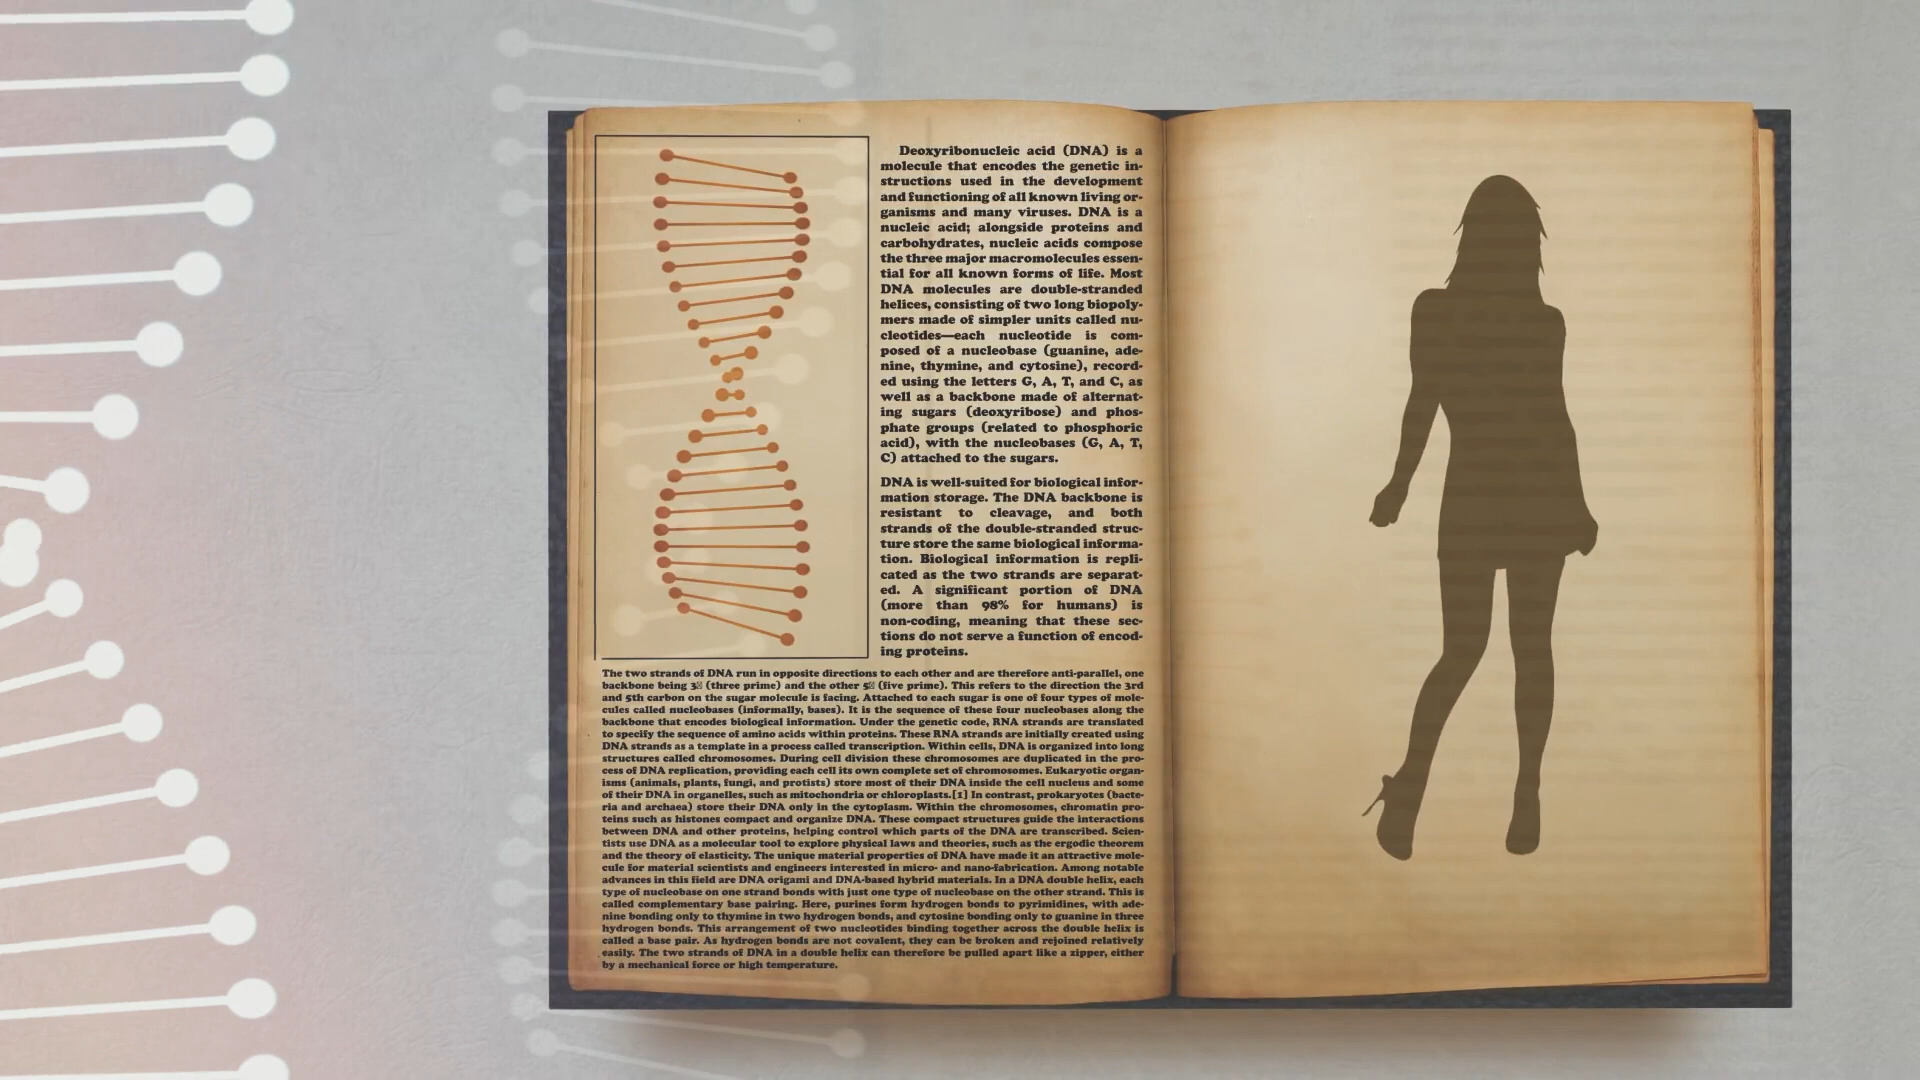 Deoxyribonucleic acid (DNA) is a
molecule that encodes the genetic in-
structions used in the development
and functioning of all known living or-
ganisms and many viruses. DNA is a
nucleic acid; alongside proteins and
carbohydrates, nucleic acids compose
the three major macromolecules essen-
tial for all known forms of life. Most
DNA molecules are double-stranded
helices, consisting of two long biopoly-
mers made of simpler units called nu-
cleotides—each nucleotide is com-
posed of a nucleobase (guanine, ade-
nine, thymine, and cytosine), record-
ed using the letters G, A, T, and C, as
well as a backbone made of alternat-
ing sugars (deoxyribose) and phos-
phate groups (related to phosphoric
acid), with the nucleobases (G, A, T,
C) attached to the sugars.
DNA is well-suited for biological infor-
mation storage. The DNA backbone is
resistant to cleavage, and both
strands of the double-stranded struc-
ture store the same biological informa-
tion. Biological information is repli-
cated as the two strands are separat-
ed. A significant portion of DNA
(more than 98% for humans) is
non-coding, meaning that these sec-
tions do not serve a function of encod-
ing proteins.
The two strands of DNA run in opposite directions to each other and are therefore anti-parallel, one
backbone being 3 (three prime) and the other 5 (five prime). This refers to the direction the 3rd
and 5th carbon on the sugar molecule is facing. Attached to each sugar is one of four types of mole-
cules called nucleobases (informally, bases). It is the sequence of these four nucleobases along the
backbone that encodes biological information. Under the genetic code, RNA strands are translated
to specify the sequence of amino acids within proteins. These RNA strands are initially created using
DNA strands as a template in a process called transcription. Within cells, DNA is organized into long
structures called chromosomes. During cell division these chromosomes are duplicated in the pro-
cess of DNA replication, providing each cell its own complete set of chromosomes. Eukaryotic organ-
isms (animals, plants, fungi, and protists) store most of their DNA inside the cell nucleus and some
of their DNA in organelles, such as mitochondria or chloroplasts.[1] In contrast, prokaryotes (bacte-
ria and archaea) store their DNA only in the cytoplasm. Within the chromosomes, chromatin pro-
teins such as histones compact and organize DNA. These compact structures guide the interactions
between DNA and other proteins, helping control which parts of the DNA are transcribed. Scien-
tists use DNA as a molecular tool to explore physical laws and theories, such as the ergodic theorem
and the theory of elasticity. The unique material properties of DNA have made it an attractive mole-
cule for material scientists and engineers interested in micro- and nano-fabrication. Among notable
advances in this field are DNA origami and DNA-based hybrid materials. In a DNA double helix, each
type of nucleobase on one strand bonds with just one type of nucleobase on the other strand. This is
called complementary base pairing. Here, purines form hydrogen bonds to pyrimidines, with ade-
nine bonding only to thymine in two hydrogen bonds, and cytosine bonding only to guanine in three
hydrogen bonds. This arrangement of two nucleotides binding together across the double helix is
called a base pair. As hydrogen bonds are not covalent, they can be broken and rejoined relatively
easily. The two strands of DNA in a double helix can therefore be pulled apart like a zipper, either
by a mechanical force or high temperature.